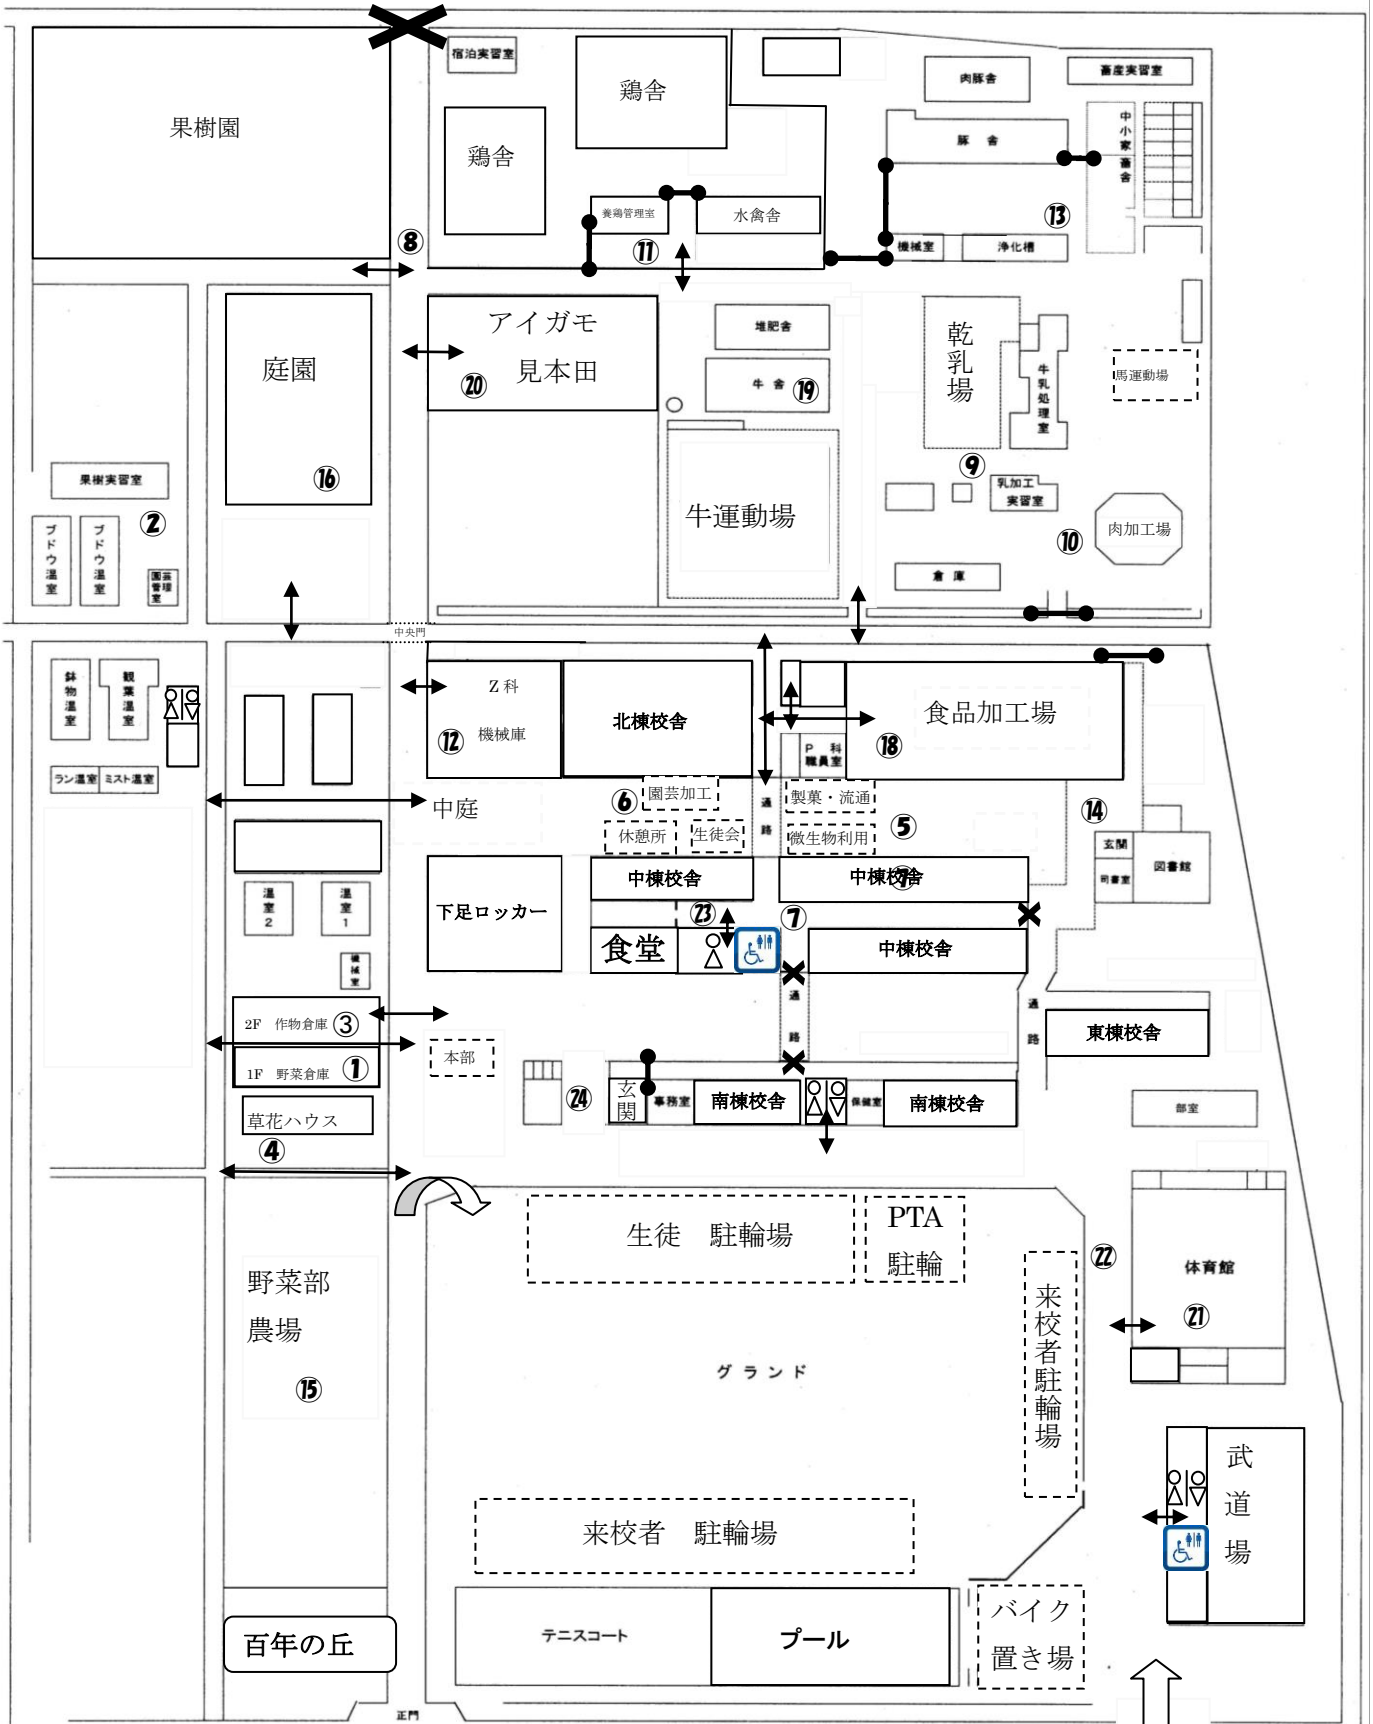 宿泊実習室
鶏舎
肉豚舎
畜産実習室
果樹園
鶏舎
豚舎
中小家畜舎
養鶏管理室
水禽舎
⑬
⑧
⑪
機械室
浄化槽
庭園
アイガモ
見本田
⑳
堆肥舎
牛舎
⑲
乾乳場
牛乳処理室
馬運動場
⑯
果樹実習室
②
ブドウ温室
ブドウ温室
園芸管理室
牛運動場
⑨
乳加工
実習室
⑩
肉加工場
倉庫
中央門
鉢物温室
観葉温室
Z科
機械庫
⑫
北棟校舎
食品加工場
P科
職員室
⑱
ラン温室
ミスト温室
中庭
⑥
園芸加工
通路
製菓・流通
休憩所
生徒会
微生物利用
⑤
⑭
玄関
司書室
図書館
中棟校舎
中棟校舎
下足ロッカー
温室2
温室1
㉓
⑦
食堂
中棟校舎
機械室
2F 作物倉庫
③
通路
通路
東棟校舎
1F 野菜倉庫
①
本部
草花ハウス
④
㉔
玄関
事務室
南棟校舎
保健室
南棟校舎
部室
生徒 駐輪場
PTA
駐輪
㉒
体育館
㉑
野菜部
農場
⑮
来校者駐輪場
グランド
武道場
来校者 駐輪場
百年の丘
テニスコート
プール
バイク
置き場
正門